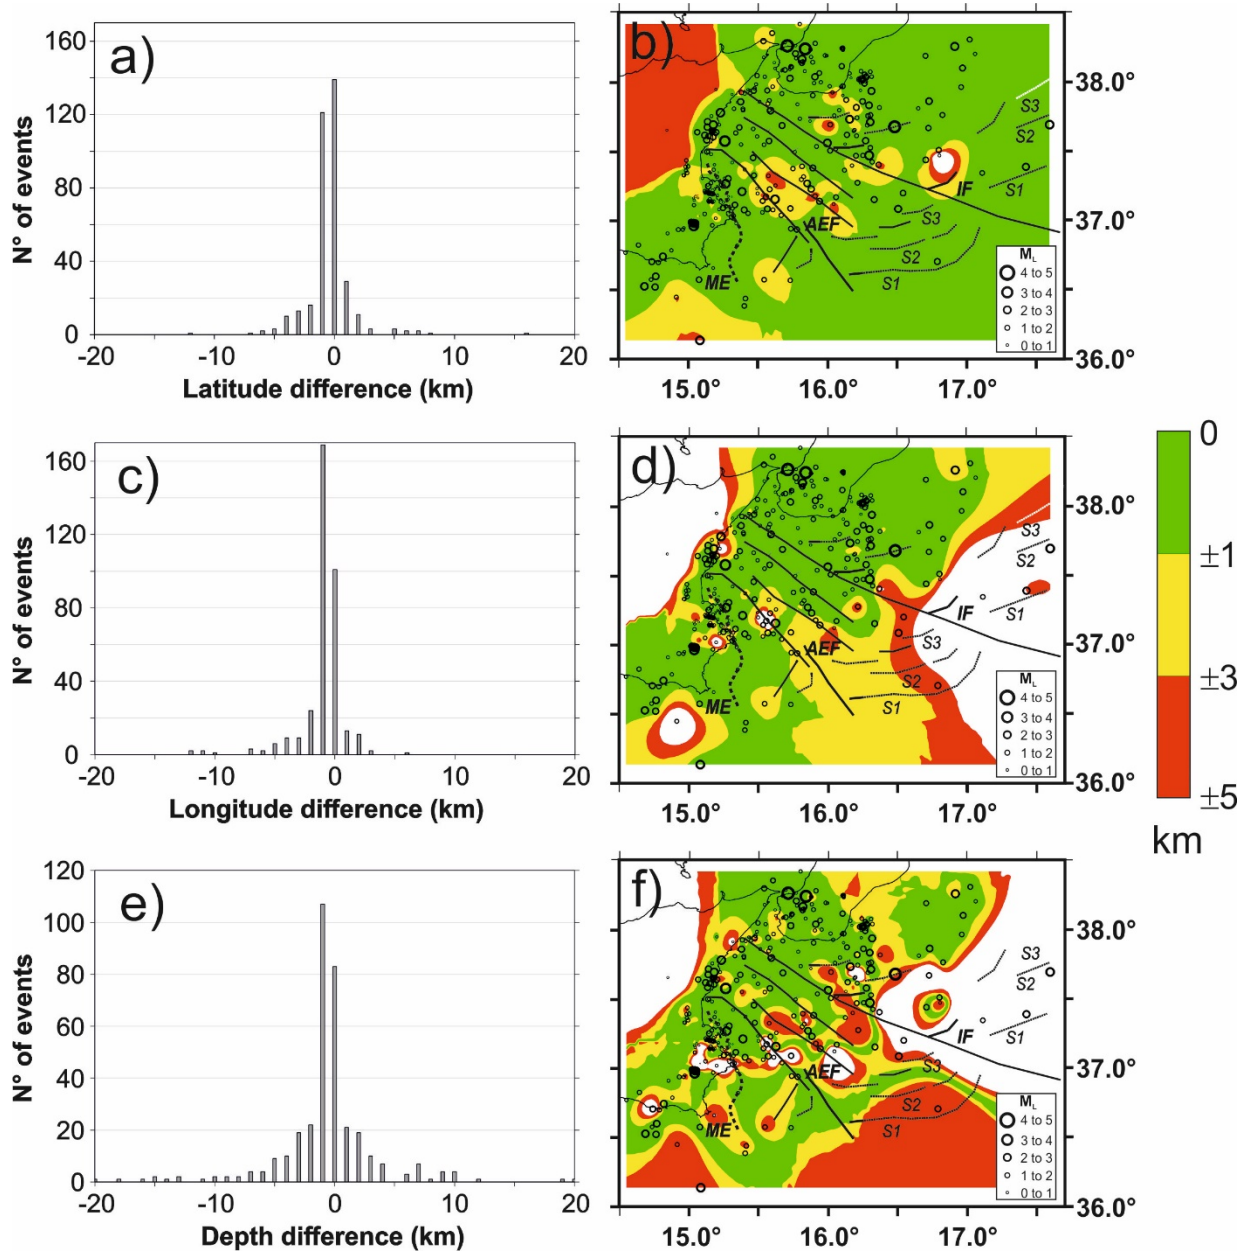 a)
N° of events
160
120
80
40
0
-20
-10
0
10
20
Latitude difference (km)
b)
38.0°
37.0°
36.0°
15.0°
16.0°
17.0°
S3
S2
S1
IF
S3
S2
S1
AEF
ME
M_L
4 to 5
3 to 4
2 to 3
1 to 2
0 to 1
c)
N° of events
160
120
80
40
0
-20
-10
0
10
20
Longitude difference (km)
d)
38.0°
37.0°
36.0°
15.0°
16.0°
17.0°
S3
S2
S1
IF
S3
S2
S1
AEF
ME
M_L
4 to 5
3 to 4
2 to 3
1 to 2
0 to 1
0
±1
±3
±5
km
e)
N° of events
120
100
80
60
40
20
0
-20
-10
0
10
20
Depth difference (km)
f)
38.0°
37.0°
36.0°
15.0°
16.0°
17.0°
S3
S2
S1
IF
S3
S2
S1
AEF
ME
M_L
4 to 5
3 to 4
2 to 3
1 to 2
0 to 1